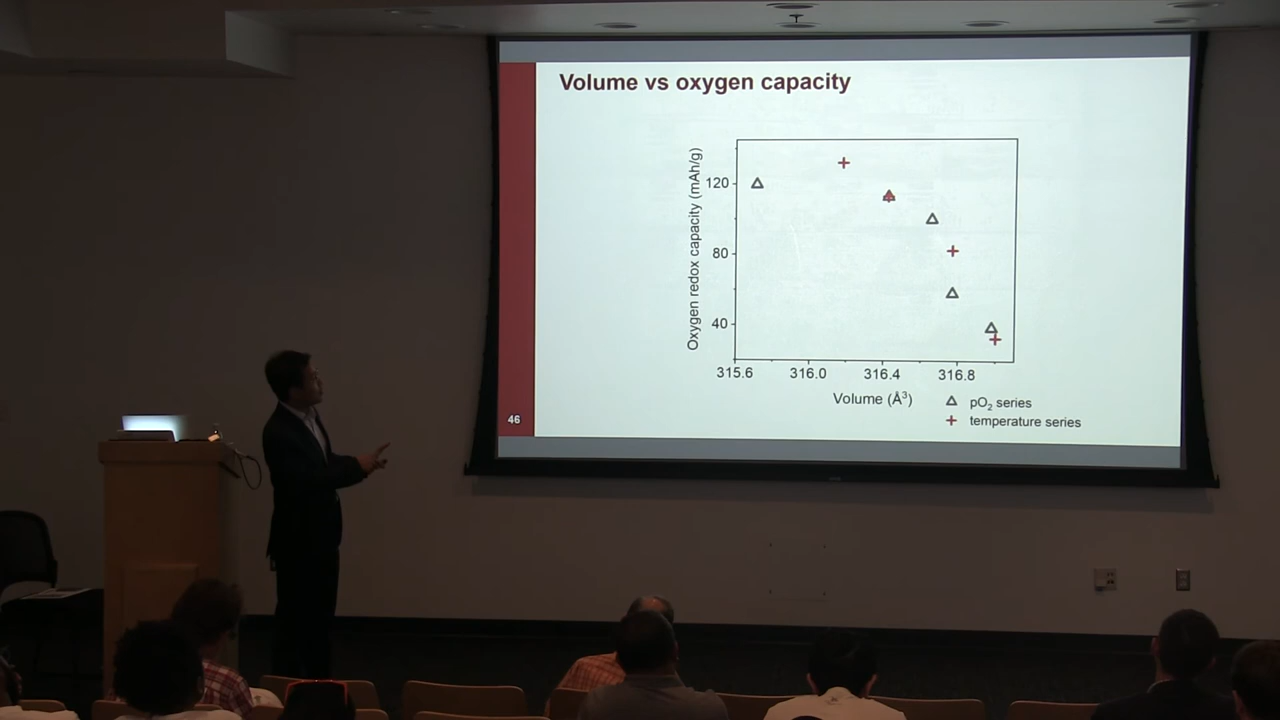 Volume vs oxygen capacity
Oxygen redox capacity (mAh/g)
120
80
40
315.6 316.0 316.4 316.8
Volume (Å³)
pO₂ series
temperature series
46